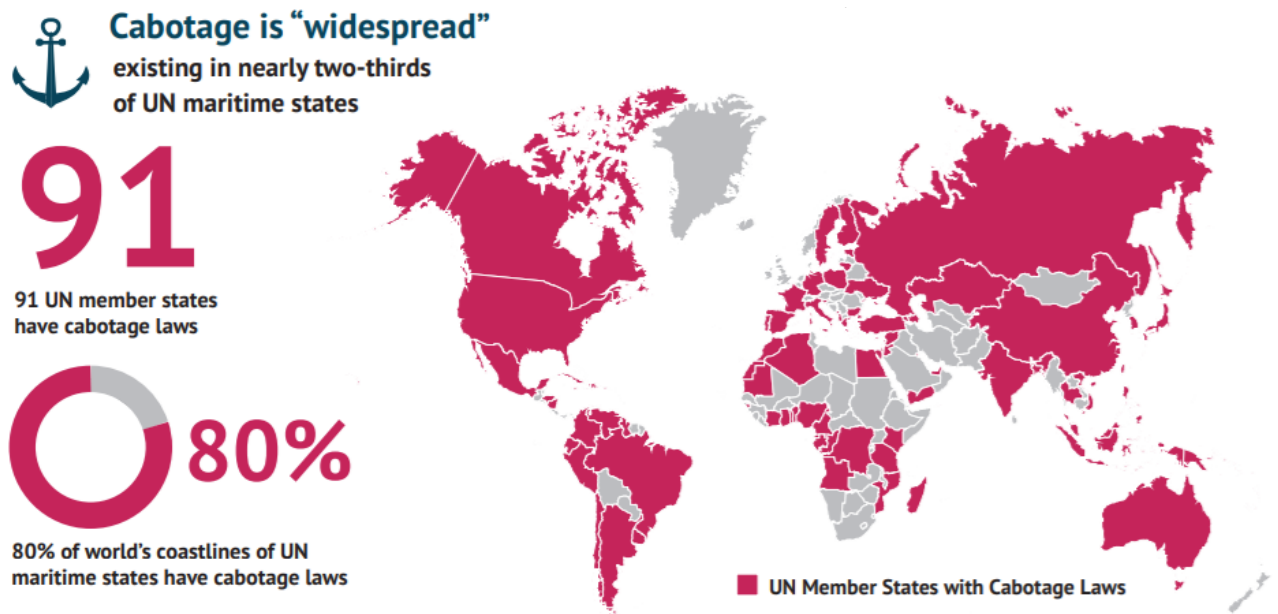 Cabotage is “widespread”
existing in nearly two-thirds
of UN maritime states
91
91 UN member states
have cabotage laws
80%
80% of world’s coastlines of UN
maritime states have cabotage laws
UN Member States with Cabotage Laws